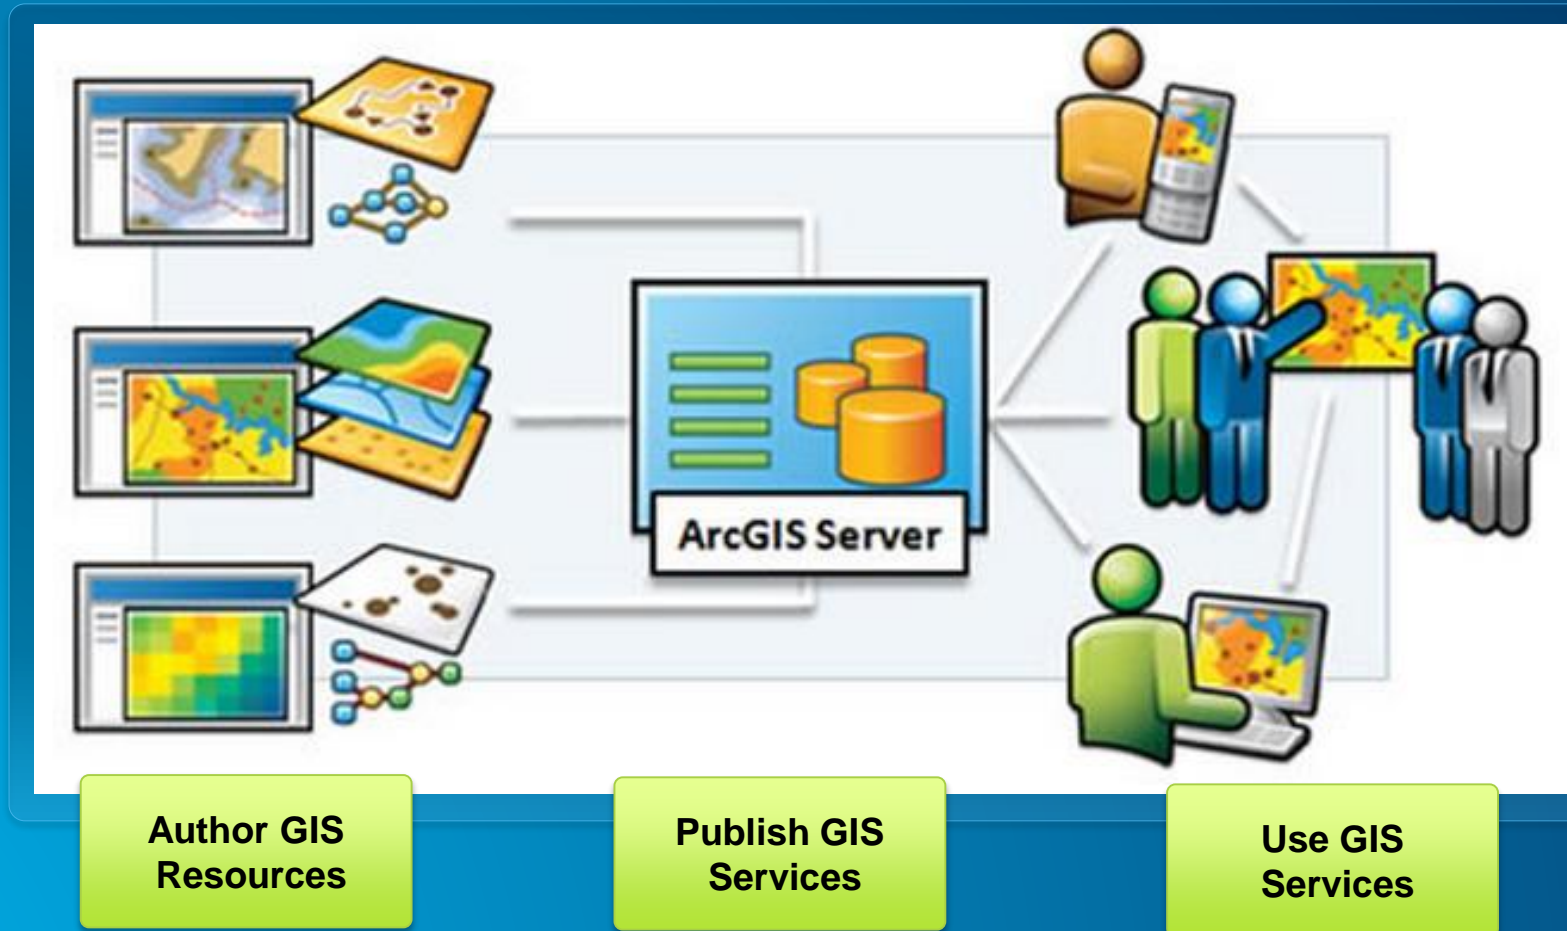 ArcGIS Server
Author GIS
Resources
Publish GIS
Services
Use GIS
Services